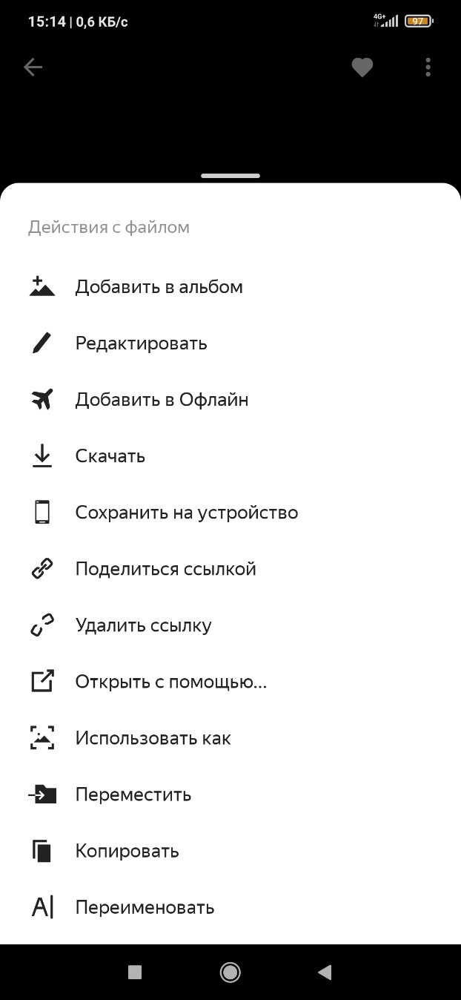 15:14 | 0,6 КБ/с
4G+
97
Действия с файлом
Добавить в альбом
Редактировать
Добавить в Офлайн
Скачать
Сохранить на устройство
Поделиться ссылкой
Удалить ссылку
Открыть с помощью...
Использовать как
Переместить
Копировать
Переименовать